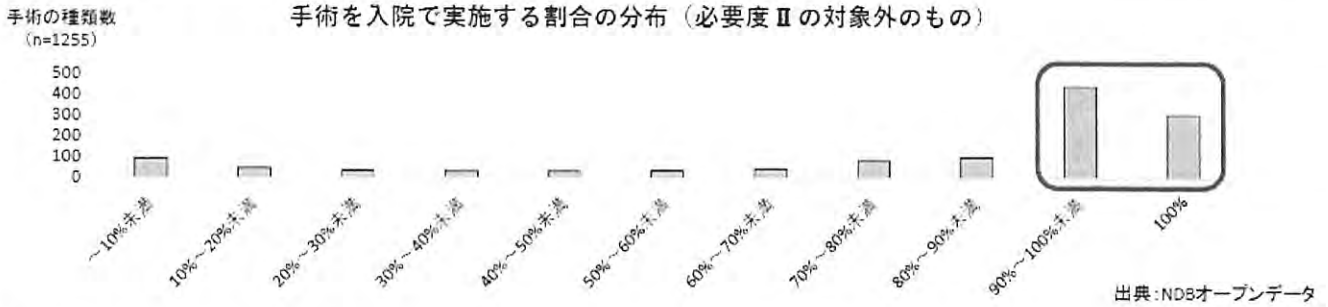 手術の種類数
(n=1255)
手術を入院で実施する割合の分布（必要度Ⅱの対象外のもの）
500
400
300
200
100
0
～10%未満
10%～20%未満
20%～30%未満
30%～40%未満
40%～50%未満
50%～60%未満
60%～70%未満
70%～80%未満
80%～90%未満
90%～100%未満
100%
出典:NDBオープンデータ